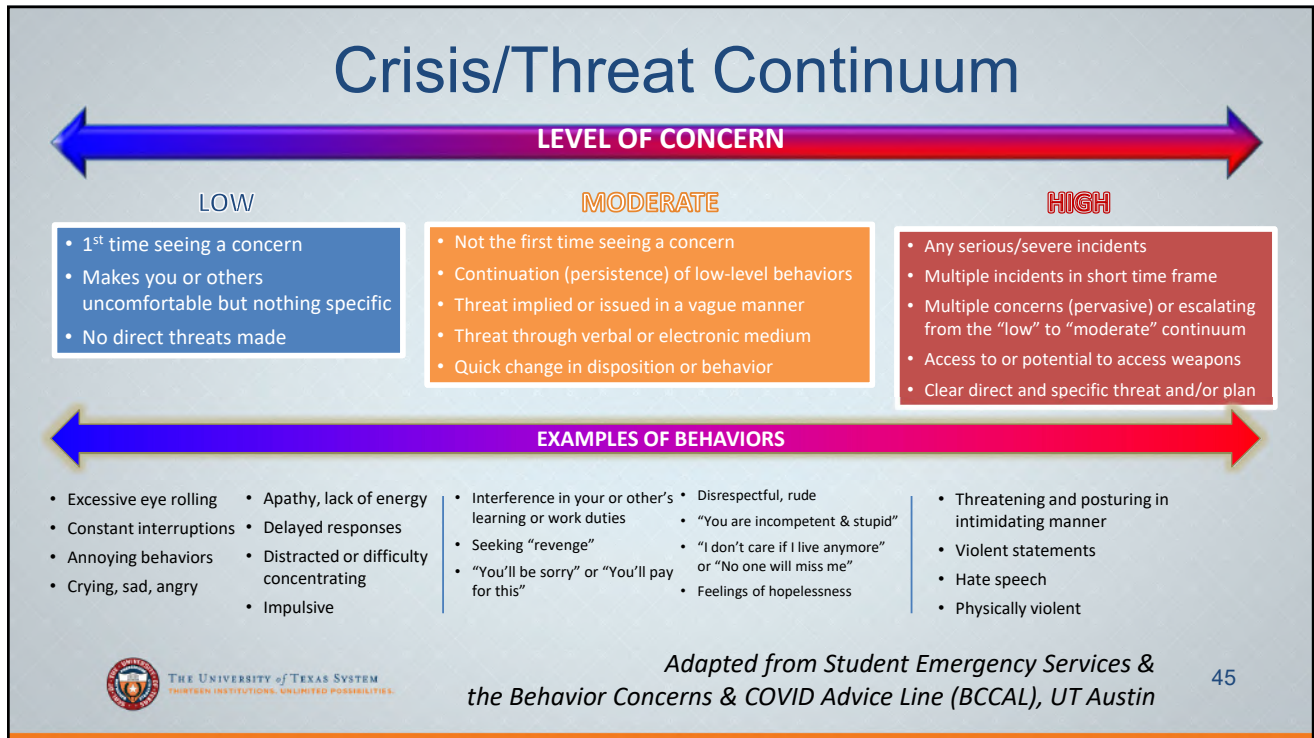 Crisis/Threat Continuum
LEVEL OF CONCERN
LOW
• 1st time seeing a concern
• Makes you or others
uncomfortable but nothing specific
• No direct threats made
MODERATE
• Not the first time seeing a concern
• Continuation (persistence) of low-level behaviors
• Threat implied or issued in a vague manner
• Threat through verbal or electronic medium
• Quick change in disposition or behavior
HIGH
• Any serious/severe incidents
• Multiple incidents in short time frame
• Multiple concerns (pervasive) or escalating
from the “low” to “moderate” continuum
• Access to or potential to access weapons
• Clear direct and specific threat and/or plan
EXAMPLES OF BEHAVIORS
• Excessive eye rolling
• Constant interruptions
• Annoying behaviors
• Crying, sad, angry
• Apathy, lack of energy
• Delayed responses
• Distracted or difficulty
concentrating
• Impulsive
• Interference in your or other’s
learning or work duties
• Seeking “revenge”
• “You’ll be sorry” or “You’ll pay
for this”
• Disrespectful, rude
• “You are incompetent & stupid”
• “I don’t care if I live anymore”
or “No one will miss me”
• Feelings of hopelessness
• Threatening and posturing in
intimidating manner
• Violent statements
• Hate speech
• Physically violent
THE UNIVERSITY of TEXAS SYSTEM
THIRTEEN INSTITUTIONS. UNLIMITED POSSIBILITIES.
Adapted from Student Emergency Services &
the Behavior Concerns & COVID Advice Line (BCCAL), UT Austin
45